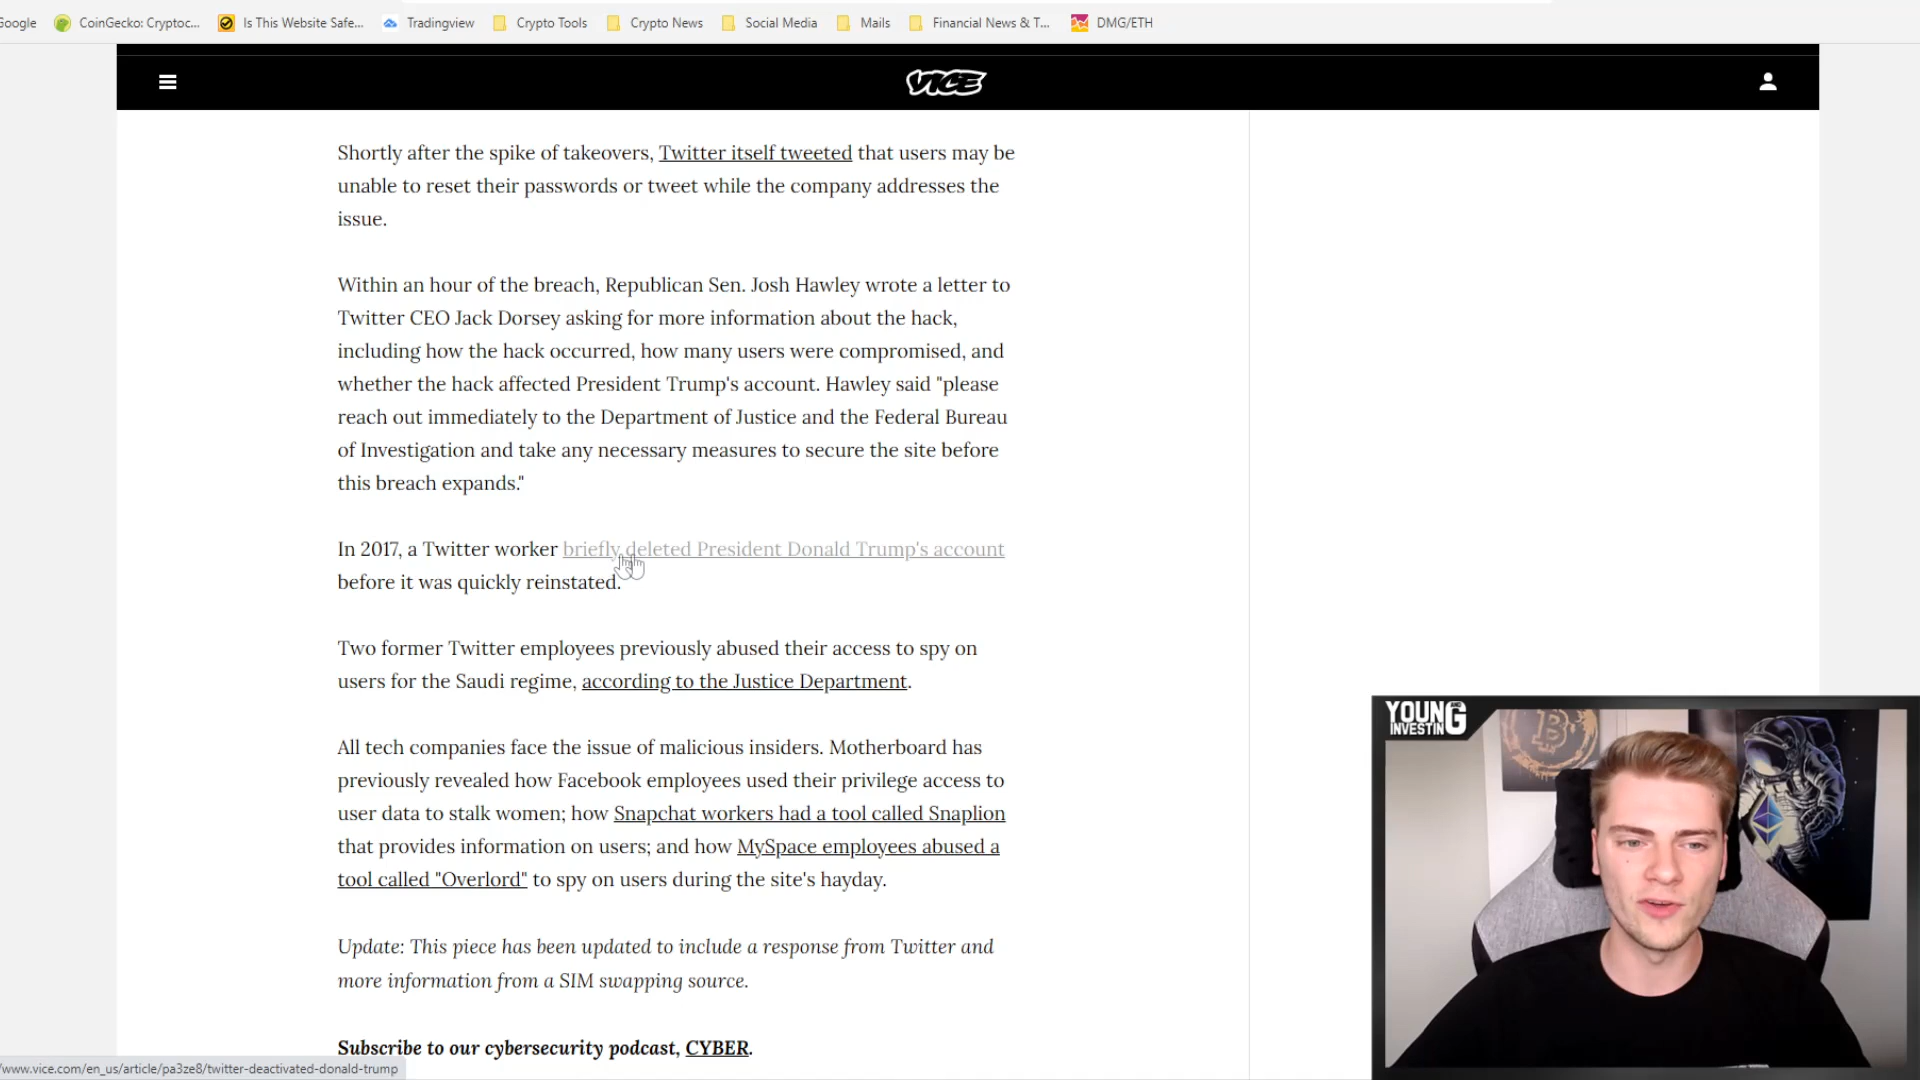 Google
CoinGecko: Cryptoc...
Is This Website Safe...
Tradingview
Crypto Tools
Crypto News
Social Media
Mails
Financial News & T...
DMG/ETH
VICE
Shortly after the spike of takeovers, Twitter itself tweeted that users may be
unable to reset their passwords or tweet while the company addresses the
issue.
Within an hour of the breach, Republican Sen. Josh Hawley wrote a letter to
Twitter CEO Jack Dorsey asking for more information about the hack,
including how the hack occurred, how many users were compromised, and
whether the hack affected President Trump's account. Hawley said "please
reach out immediately to the Department of Justice and the Federal Bureau
of Investigation and take any necessary measures to secure the site before
this breach expands."
In 2017, a Twitter worker briefly deleted President Donald Trump's account
before it was quickly reinstated.
Two former Twitter employees previously abused their access to spy on
users for the Saudi regime, according to the Justice Department.
All tech companies face the issue of malicious insiders. Motherboard has
previously revealed how Facebook employees used their privilege access to
user data to stalk women; how Snapchat workers had a tool called Snaplion
that provides information on users; and how MySpace employees abused a
tool called "Overlord" to spy on users during the site's hayday.
Update: This piece has been updated to include a response from Twitter and
more information from a SIM swapping source.
Subscribe to our cybersecurity podcast, CYBER.
www.vice.com/en_us/article/pa3ze8/twitter-deactivated-donald-trump
YOUNG AND
INVESTING